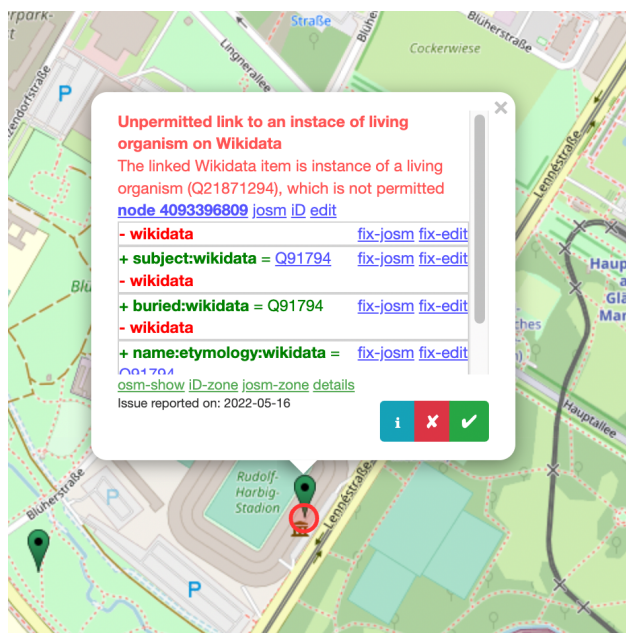 Straße
Blüherstraße
Cockerwiese
Lingnerallee
P
Lennéstraße
×
Unpermitted link to an instace of living
organism on Wikidata
The linked Wikidata item is instance of a living
organism (Q21871294), which is not permitted
node 4093396809 josm iD edit
- wikidata fix-josm fix-edit
+ subject:wikidata = Q91794 fix-josm fix-edit
- wikidata
+ buried:wikidata = Q91794 fix-josm fix-edit
- wikidata
+ name:etymology:wikidata = fix-josm fix-edit
Q91794
osm-show iD-zone josm-zone details
Issue reported on: 2022-05-16
i ✘ ✔
Hauptallee
Rudolf-
Harbig-
Stadion
Blüherstraße
P
Lennéstraße
P